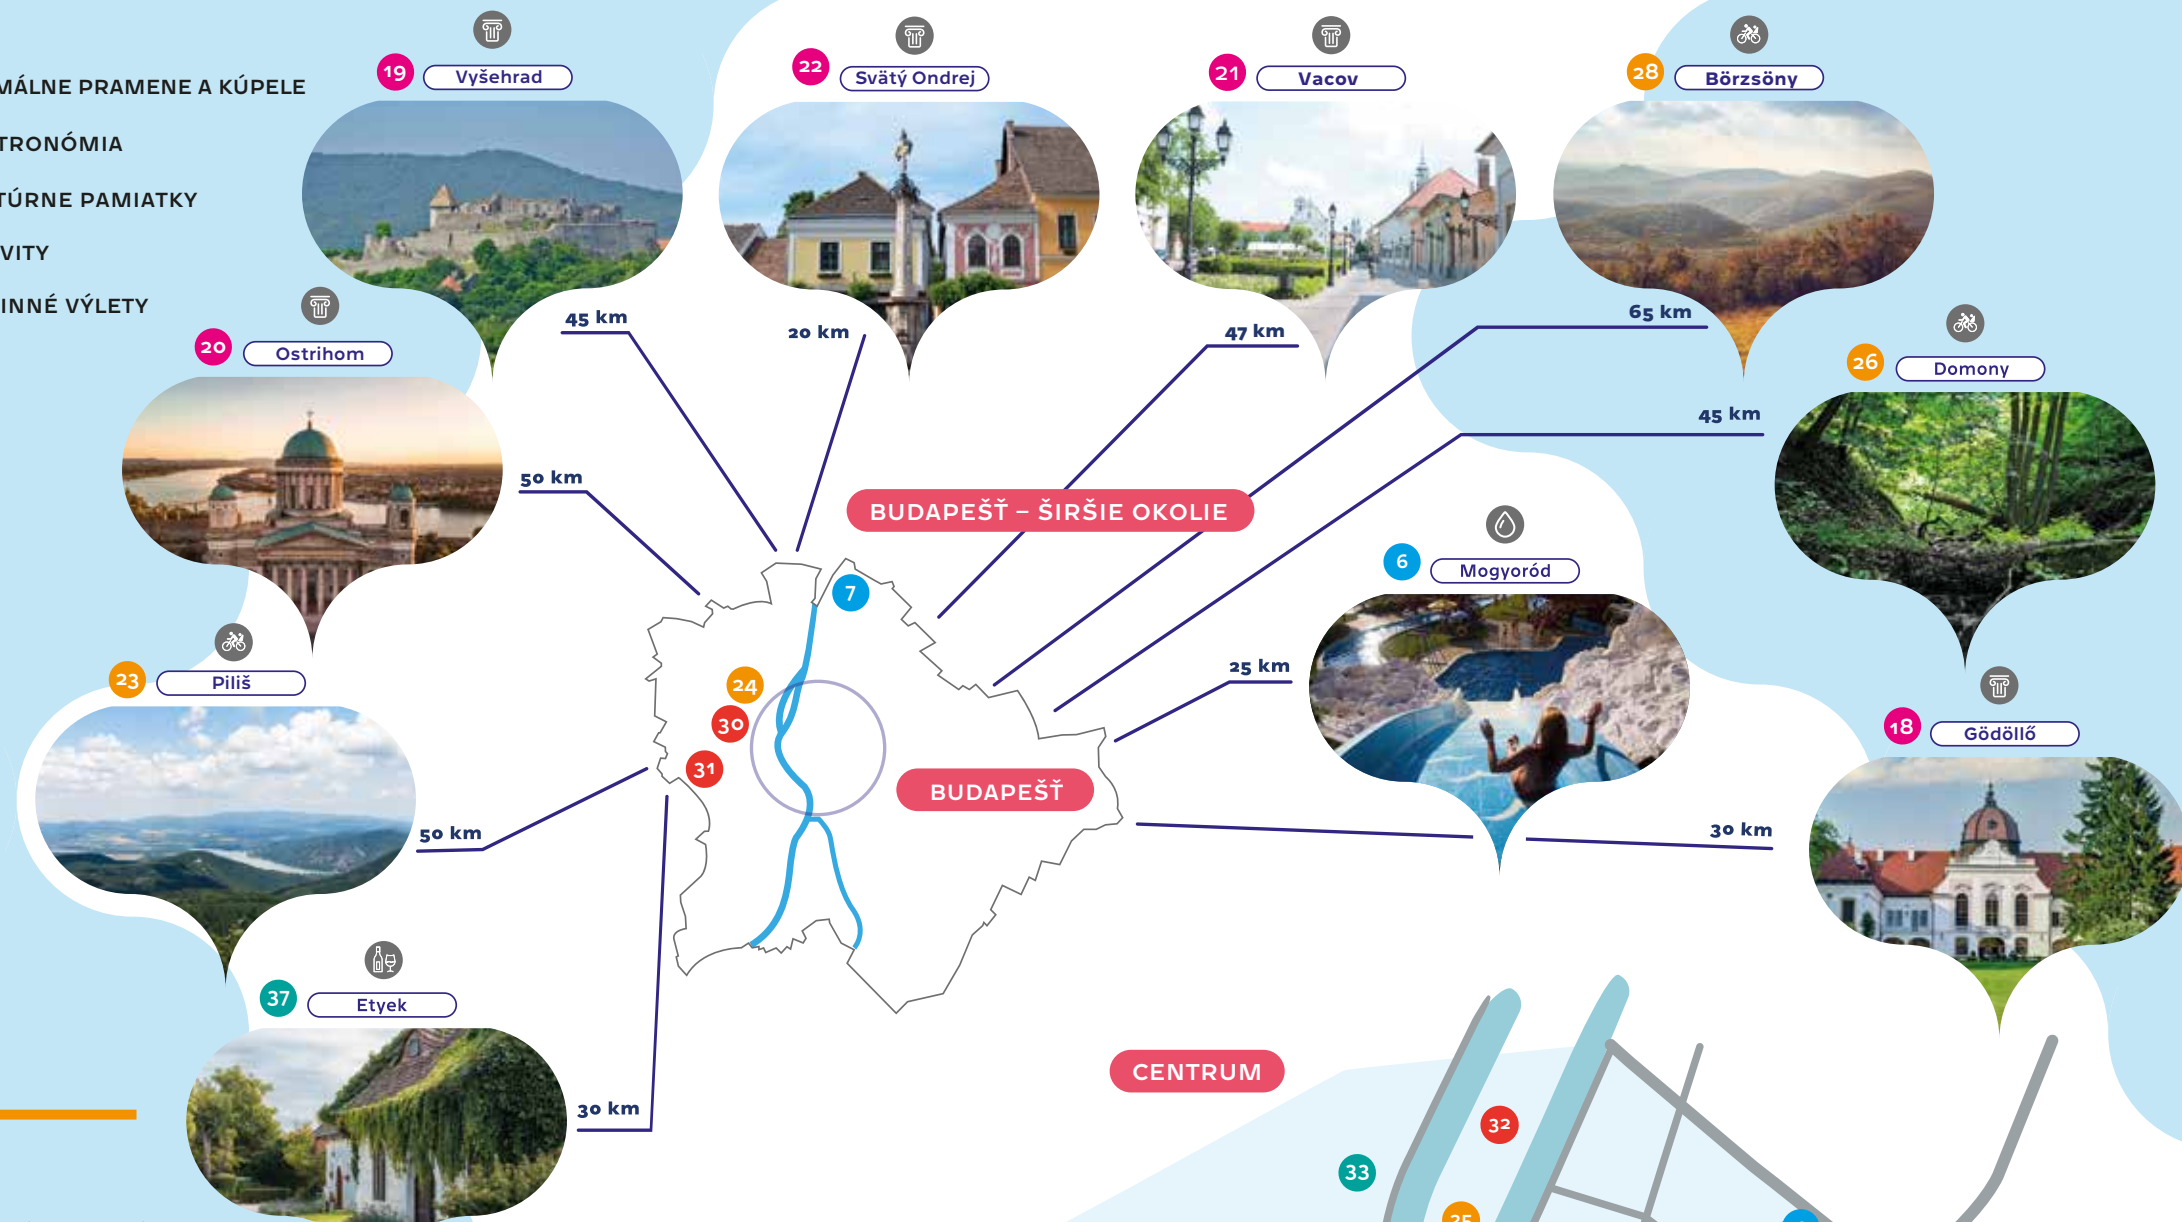 MÁLNE PRAMENE A KÚPELE
TRONÓMIA
TÚRNE PAMIATKY
VITY
INNÉ VÝLETY
19 Vyšehrad
22 Svätý Ondrej
21 Vacov
28 Börzsöny
45 km
20 km
47 km
65 km
20 Ostrihom
26 Domony
50 km
45 km
BUDAPEŠŤ – ŠIRŠIE OKOLIE
6 Mogyoród
7
23 Piliš
24
25 km
30
18 Gödöllő
31
BUDAPEŠŤ
50 km
30 km
37 Etyek
CENTRUM
30 km
32
33
25